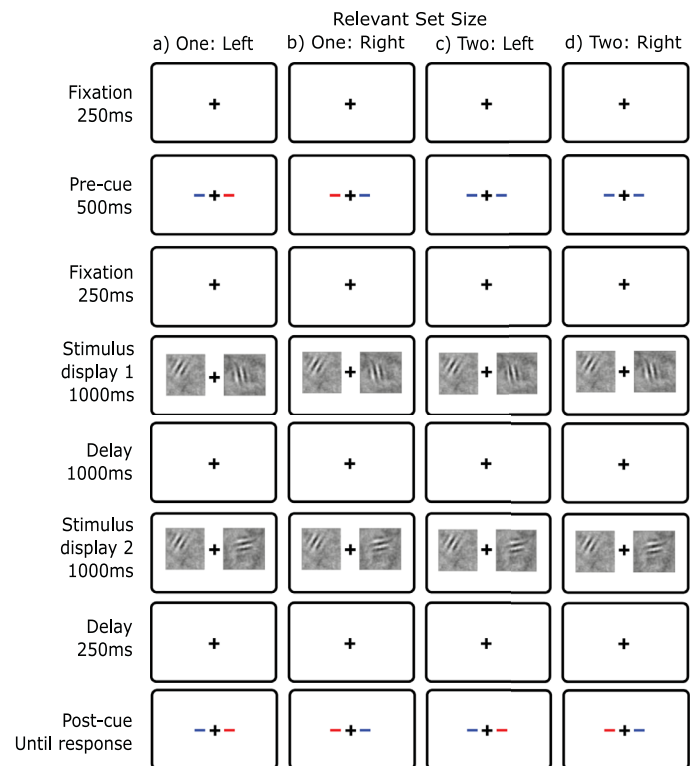 Relevant Set Size
a) One: Left b) One: Right c) Two: Left d) Two: Right
Fixation
250ms
Pre-cue
500ms
Fixation
250ms
Stimulus
display 1
1000ms
Delay
1000ms
Stimulus
display 2
1000ms
Delay
250ms
Post-cue
Until response